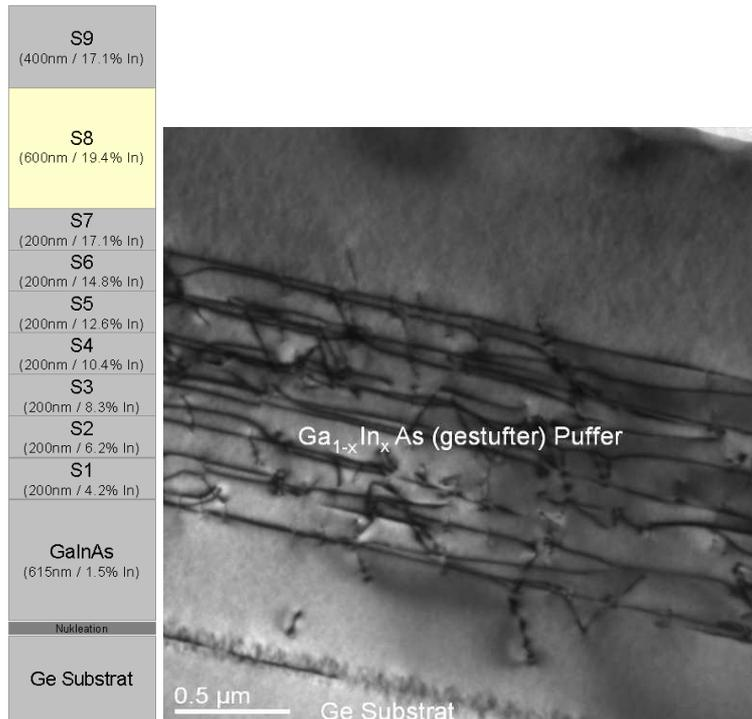 S9
(400nm / 17.1% In)
S8
(600nm / 19.4% In)
S7
(200nm / 17.1% In)
S6
(200nm / 14.8% In)
S5
(200nm / 12.6% In)
S4
(200nm / 10.4% In)
S3
(200nm / 8.3% In)
S2
(200nm / 6.2% In)
S1
(200nm / 4.2% In)
GaInAs
(615nm / 1.5% In)
Nukleation
Ge Substrat
Ga1-xInxAs (gestufter) Puffer
0.5 µm
Ge Substrat